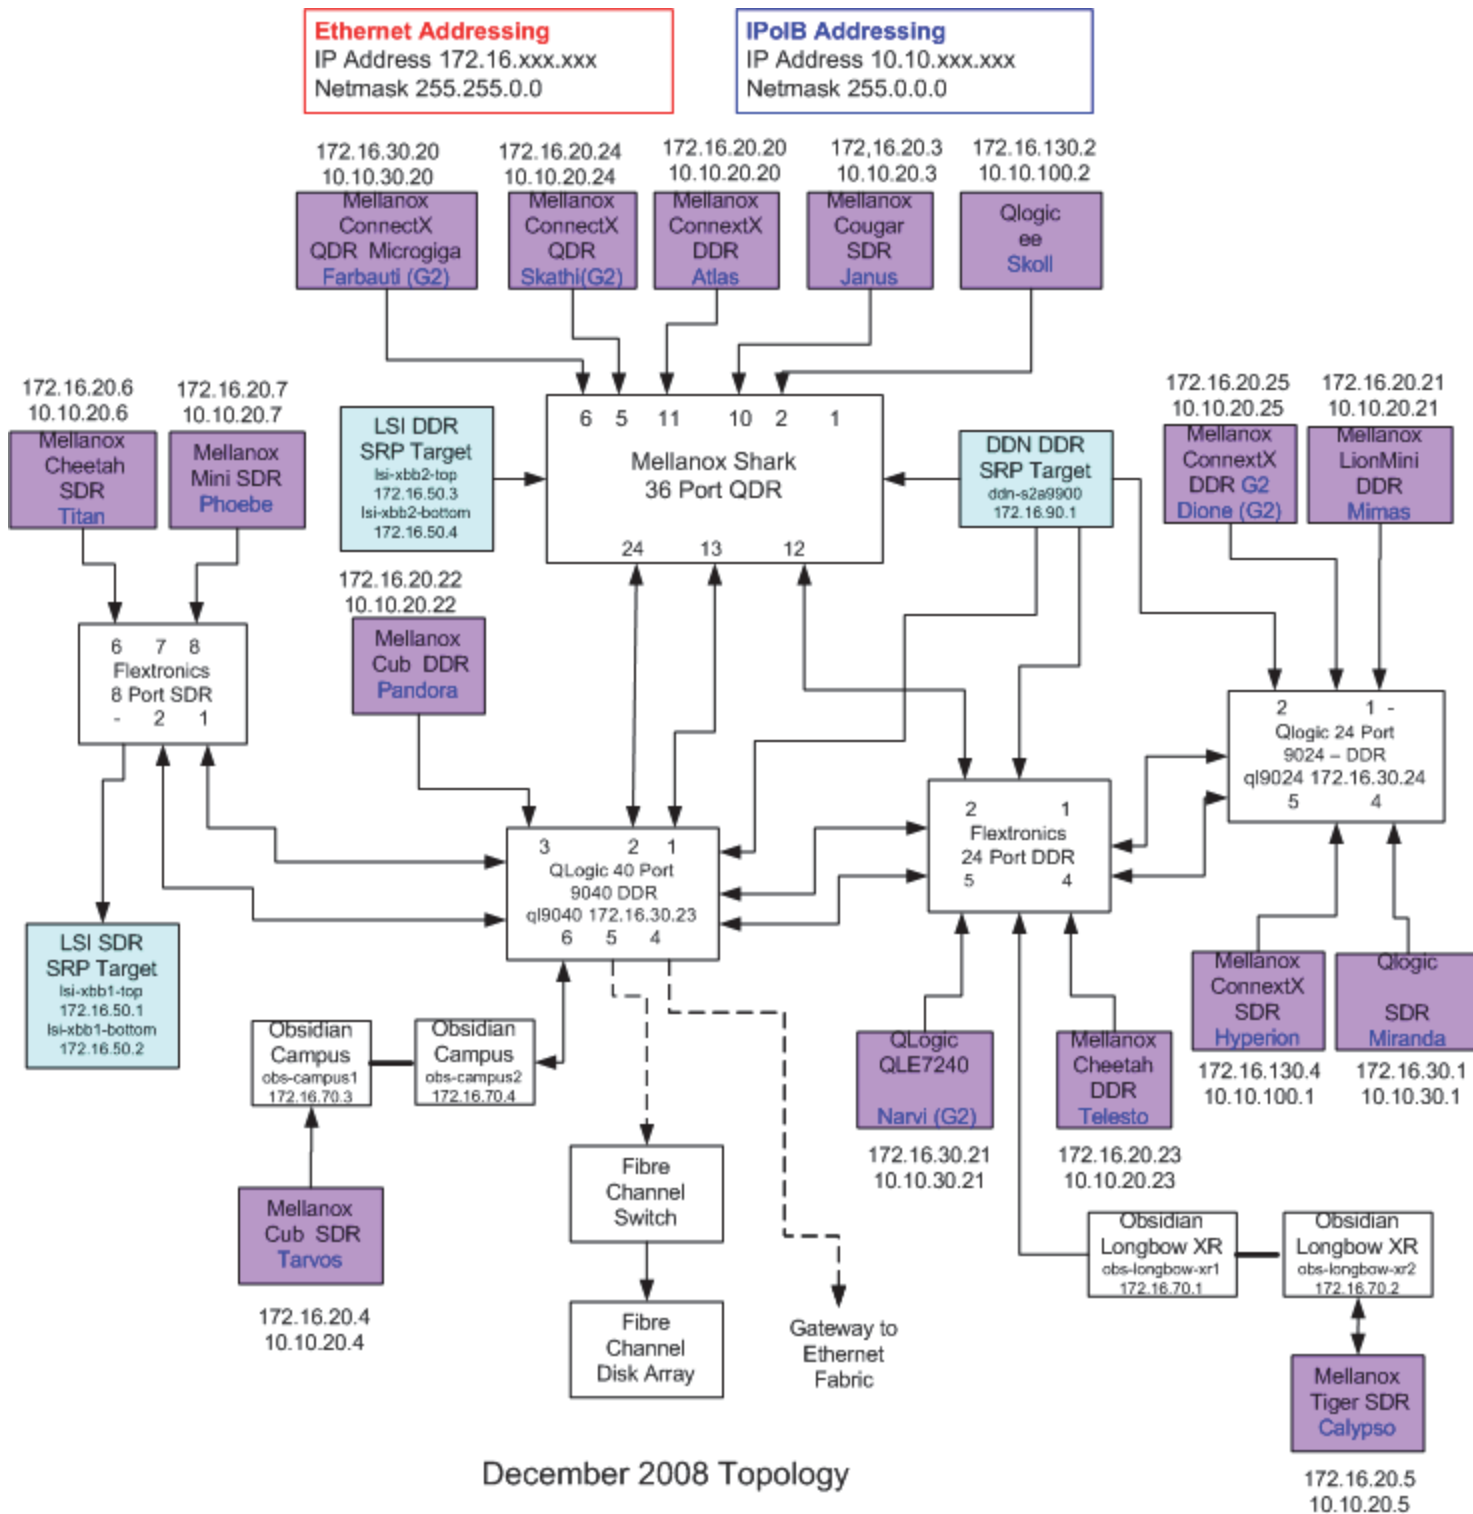 Ethernet Addressing
IP Address 172.16.xxx.xxx
Netmask 255.255.0.0
IPoIB Addressing
IP Address 10.10.xxx.xxx
Netmask 255.0.0.0
172.16.30.20
10.10.30.20
Mellanox
ConnectX
QDR Microgiga
Farbauti (G2)
172.16.20.24
10.10.20.24
Mellanox
ConnectX
QDR
Skathi(G2)
172.16.20.20
10.10.20.20
Mellanox
ConnextX
DDR
Atlas
172,16.20.3
10.10.20.3
Mellanox
Cougar
SDR
Janus
172.16.130.2
10.10.100.2
Qlogic
ee
Skoll
172.16.20.6
10.10.20.6
Mellanox
Cheetah
SDR
Titan
172.16.20.7
10.10.20.7
Mellanox
Mini SDR
Phoebe
LSI DDR
SRP Target
lsi-xbb2-top
172.16.50.3
lsi-xbb2-bottom
172.16.50.4
6 5 11 10 2 1
Mellanox Shark
36 Port QDR
24 13 12
DDN DDR
SRP Target
ddn-s2a9900
172.16.90.1
172.16.20.25
10.10.20.25
Mellanox
ConnextX
DDR G2
Dione (G2)
172.16.20.21
10.10.20.21
Mellanox
LionMini
DDR
Mimas
172.16.20.22
10.10.20.22
Mellanox
Cub DDR
Pandora
6 7 8
Flextronics
8 Port SDR
- 2 1
2 1 -
Qlogic 24 Port
9024 – DDR
ql9024 172.16.30.24
5 4
3 2 1
QLogic 40 Port
9040 DDR
ql9040 172.16.30.23
6 5 4
2 1
Flextronics
24 Port DDR
5 4
LSI SDR
SRP Target
lsi-xbb1-top
172.16.50.1
lsi-xbb1-bottom
172.16.50.2
Obsidian
Campus
obs-campus1
172.16.70.3
Obsidian
Campus
obs-campus2
172.16.70.4
QLogic
QLE7240
Narvi (G2)
172.16.30.21
10.10.30.21
Mellanox
Cheetah
DDR
Telesto
172.16.20.23
10.10.20.23
Mellanox
ConnextX
SDR
Hyperion
172.16.130.4
10.10.100.1
Qlogic
SDR
Miranda
172.16.30.1
10.10.30.1
Mellanox
Cub SDR
Tarvos
172.16.20.4
10.10.20.4
Fibre
Channel
Switch
Fibre
Channel
Disk Array
Gateway to
Ethernet
Fabric
Obsidian
Longbow XR
obs-longbow-xr1
172.16.70.1
Obsidian
Longbow XR
obs-longbow-xr2
172.16.70.2
Mellanox
Tiger SDR
Calypso
172.16.20.5
10.10.20.5
December 2008 Topology